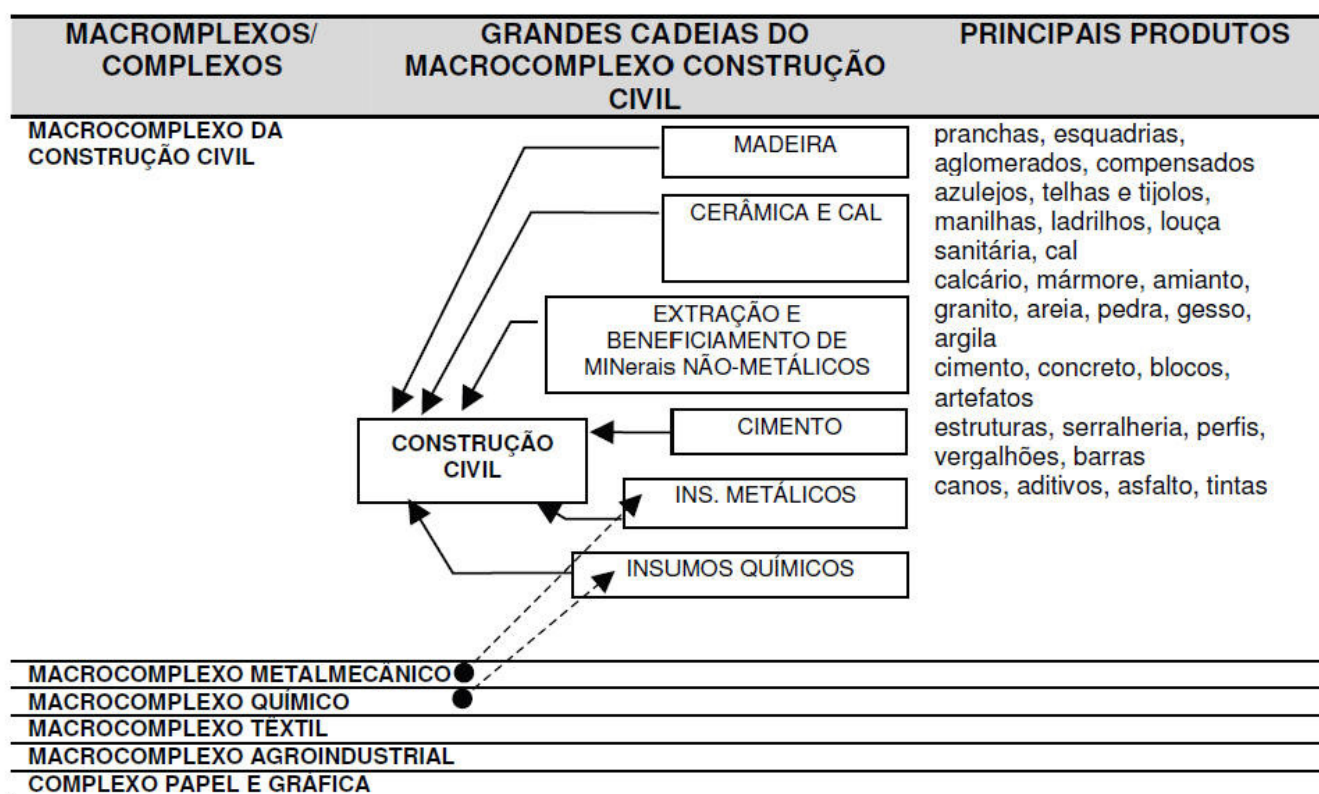 MACROMPLEXOS/
COMPLEXOS
GRANDES CADEIAS DO
MACROCOMPLEXO CONSTRUÇÃO
CIVIL
PRINCIPAIS PRODUTOS
MACROCOMPLEXO DA
CONSTRUÇÃO CIVIL
MADEIRA
CERÂMICA E CAL
EXTRAÇÃO E
BENEFICIAMENTO DE
MINerais NÃO-METÁLICOS
CIMENTO
CONSTRUÇÃO
CIVIL
INS. METÁLICOS
INSUMOS QUÍMICOS
pranchas, esquadrias,
aglomerados, compensados
azulejos, telhas e tijolos,
manilhas, ladrilhos, louça
sanitária, cal
calcário, mármore, amianto,
granito, areia, pedra, gesso,
argila
cimento, concreto, blocos,
artefatos
estruturas, serralheria, perfis,
vergalhões, barras
canos, aditivos, asfalto, tintas
MACROCOMPLEXO METALMECÂNICO
MACROCOMPLEXO QUÍMICO
MACROCOMPLEXO TÊXTIL
MACROCOMPLEXO AGROINDUSTRIAL
COMPLEXO PAPEL E GRÁFICA